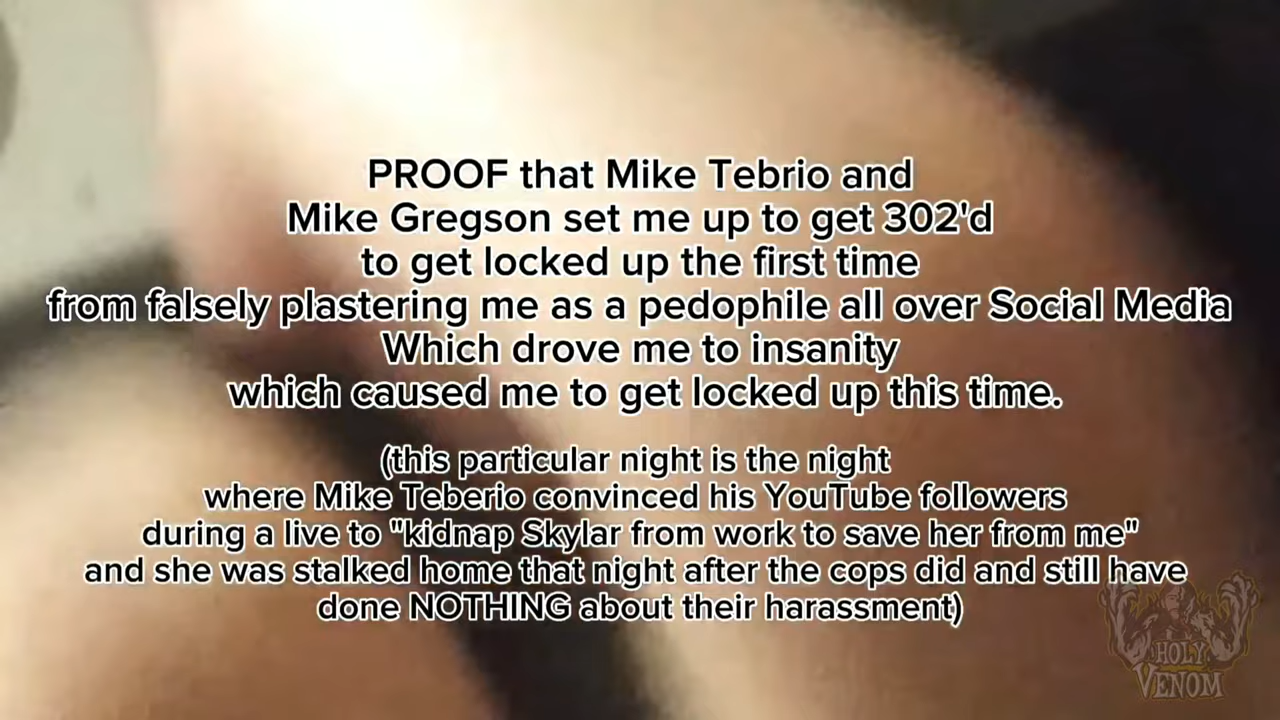 PROOF that Mike Tebrio and
Mike Gregson set me up to get 302'd
to get locked up the first time
from falsely plastering me as a pedophile all over Social Media
Which drove me to insanity
which caused me to get locked up this time.
(this particular night is the night
where Mike Teberio convinced his YouTube followers
during a live to "kidnap Skylar from work to save her from me"
and she was stalked home that night after the cops did and still have
done NOTHING about their harassment)
HOLY
VENOM